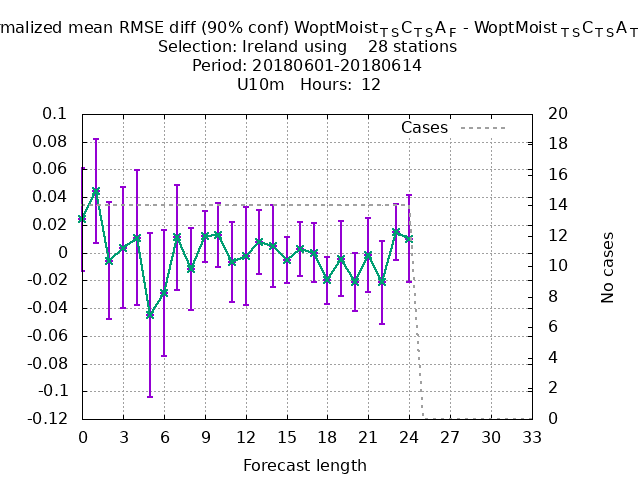 rmalized mean RMSE diff (90% conf) WoptMoistTSCTSAF - WoptMoistTSCTSAT
Selection: Ireland using 28 stations
Period: 20180601-20180614
U10m Hours: 12
Cases
0.1
0.08
0.06
0.04
0.02
0
-0.02
-0.04
-0.06
-0.08
-0.1
-0.12
20
18
16
14
12
10
8
6
4
2
0
No cases
0 3 6 9 12 15 18 21 24 27 30 33
Forecast length